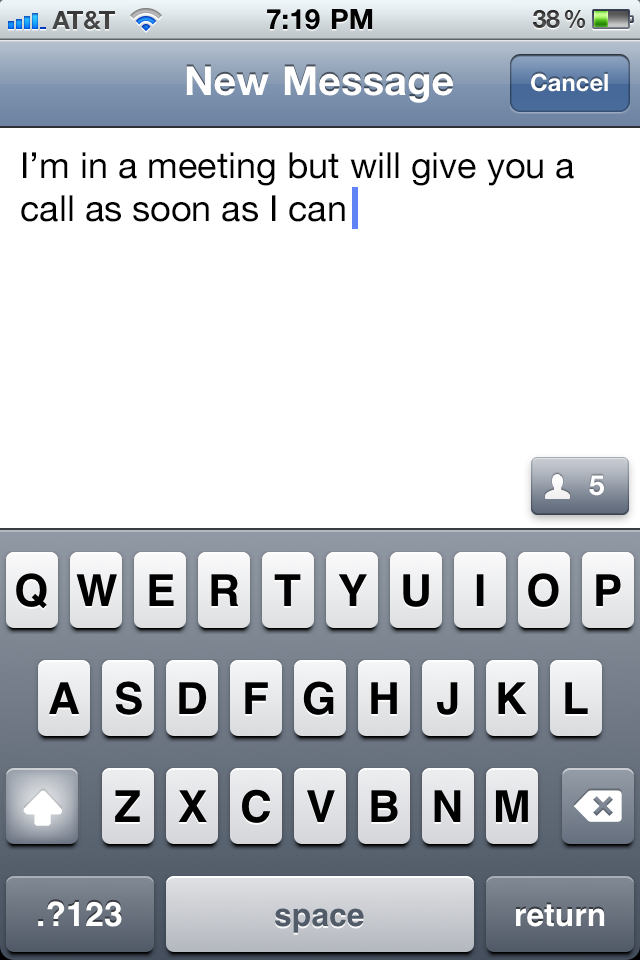 AT&T 7:19 PM 38 %
New Message Cancel
I’m in a meeting but will give you a
call as soon as I can
5
Q W E R T Y U I O P
A S D F G H J K L
Z X C V B N M
.?123 space return